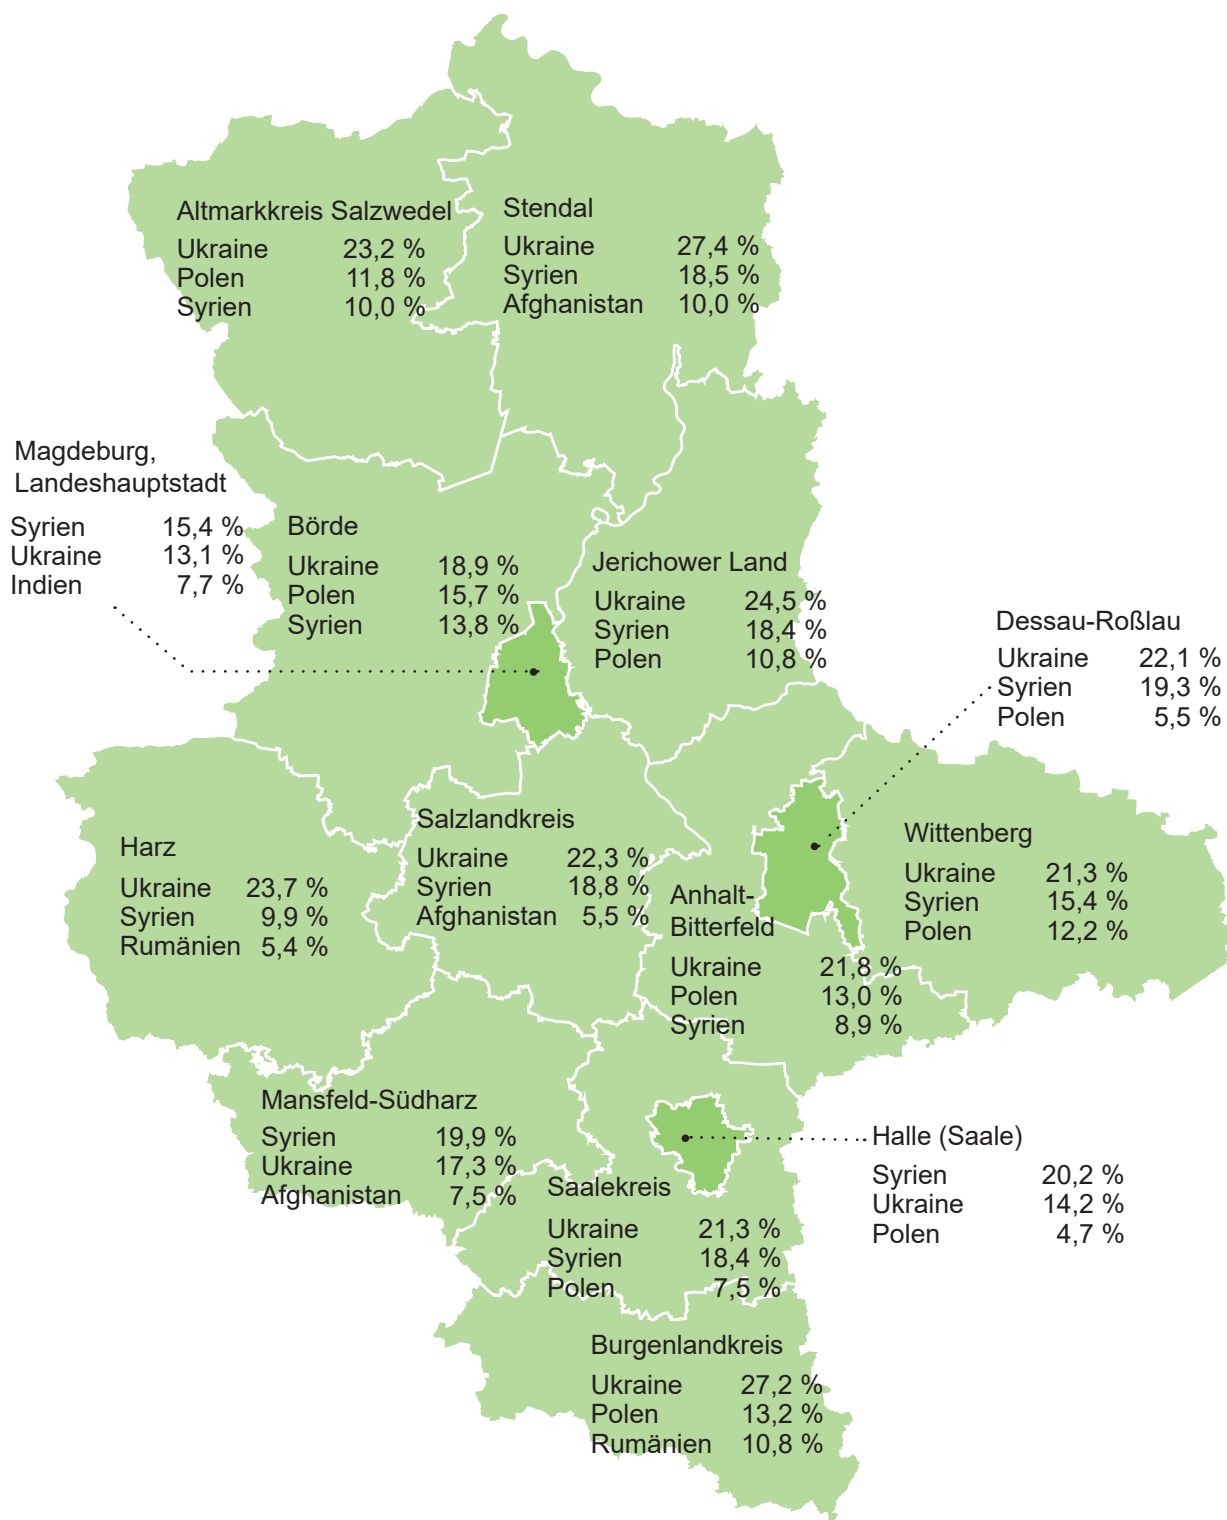 Altmarkkreis Salzwedel
Ukraine 23,2 %
Polen 11,8 %
Syrien 10,0 %
Stendal
Ukraine 27,4 %
Syrien 18,5 %
Afghanistan 10,0 %
Magdeburg,
Landeshauptstadt
Syrien 15,4 %
Ukraine 13,1 %
Indien 7,7 %
Börde
Ukraine 18,9 %
Polen 15,7 %
Syrien 13,8 %
Jerichower Land
Ukraine 24,5 %
Syrien 18,4 %
Polen 10,8 %
Dessau-Roßlau
Ukraine 22,1 %
Syrien 19,3 %
Polen 5,5 %
Harz
Ukraine 23,7 %
Syrien 9,9 %
Rumänien 5,4 %
Salzlandkreis
Ukraine 22,3 %
Syrien 18,8 %
Afghanistan 5,5 %
Anhalt-
Bitterfeld
Ukraine 21,8 %
Polen 13,0 %
Syrien 8,9 %
Wittenberg
Ukraine 21,3 %
Syrien 15,4 %
Polen 12,2 %
Mansfeld-Südharz
Syrien 19,9 %
Ukraine 17,3 %
Afghanistan 7,5 %
Halle (Saale)
Syrien 20,2 %
Ukraine 14,2 %
Polen 4,7 %
Saalekreis
Ukraine 21,3 %
Syrien 18,4 %
Polen 7,5 %
Burgenlandkreis
Ukraine 27,2 %
Polen 13,2 %
Rumänien 10,8 %